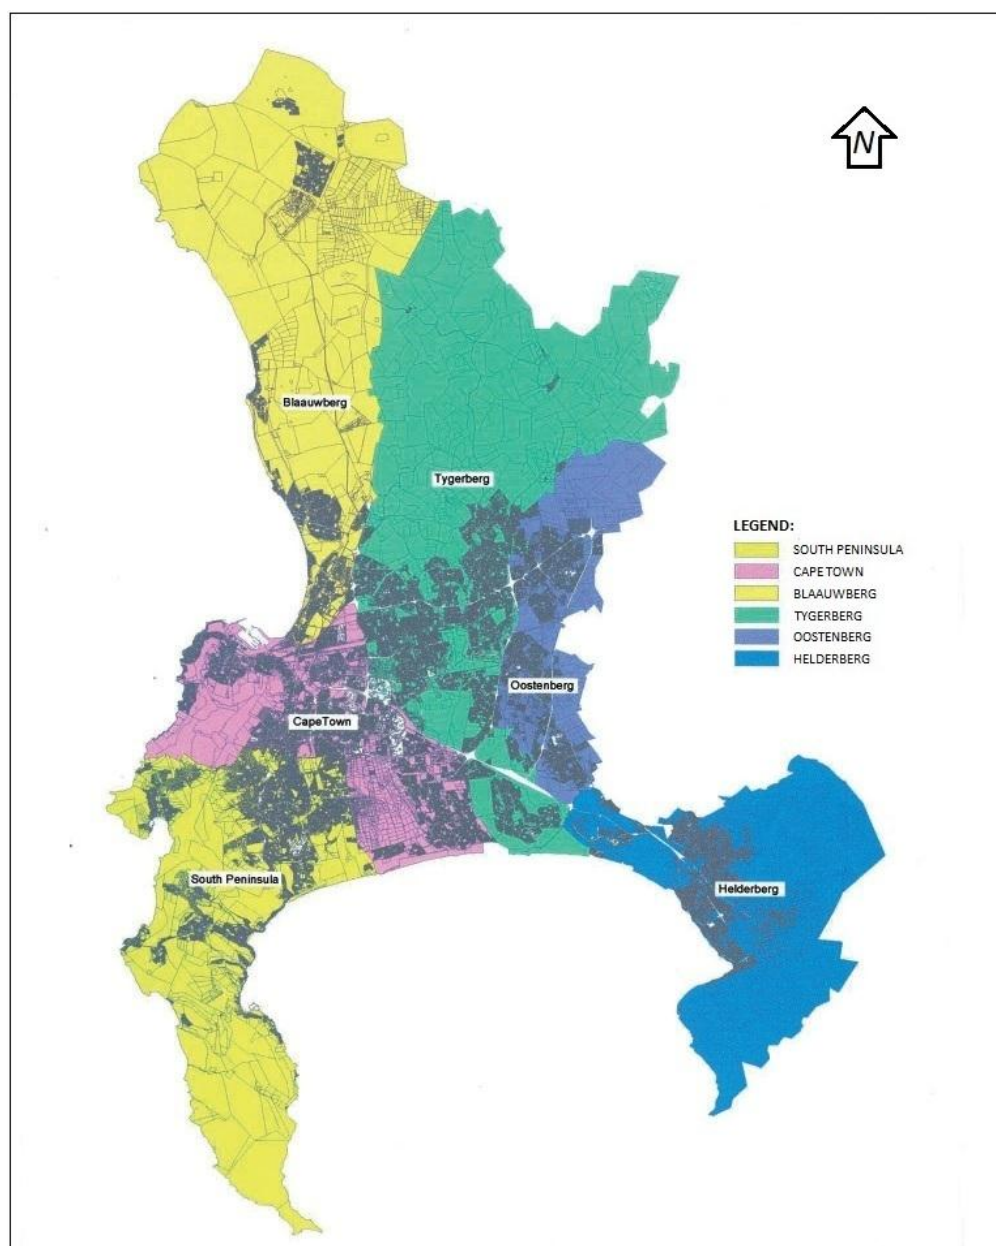 N
Blaauwberg
Tygerberg
LEGEND:
SOUTH PENINSULA
CAPE TOWN
BLAAUWBERG
TYGERBERG
OOSTENBERG
HELDERBERG
Oostenberg
CapeTown
South Peninsula
Helderberg